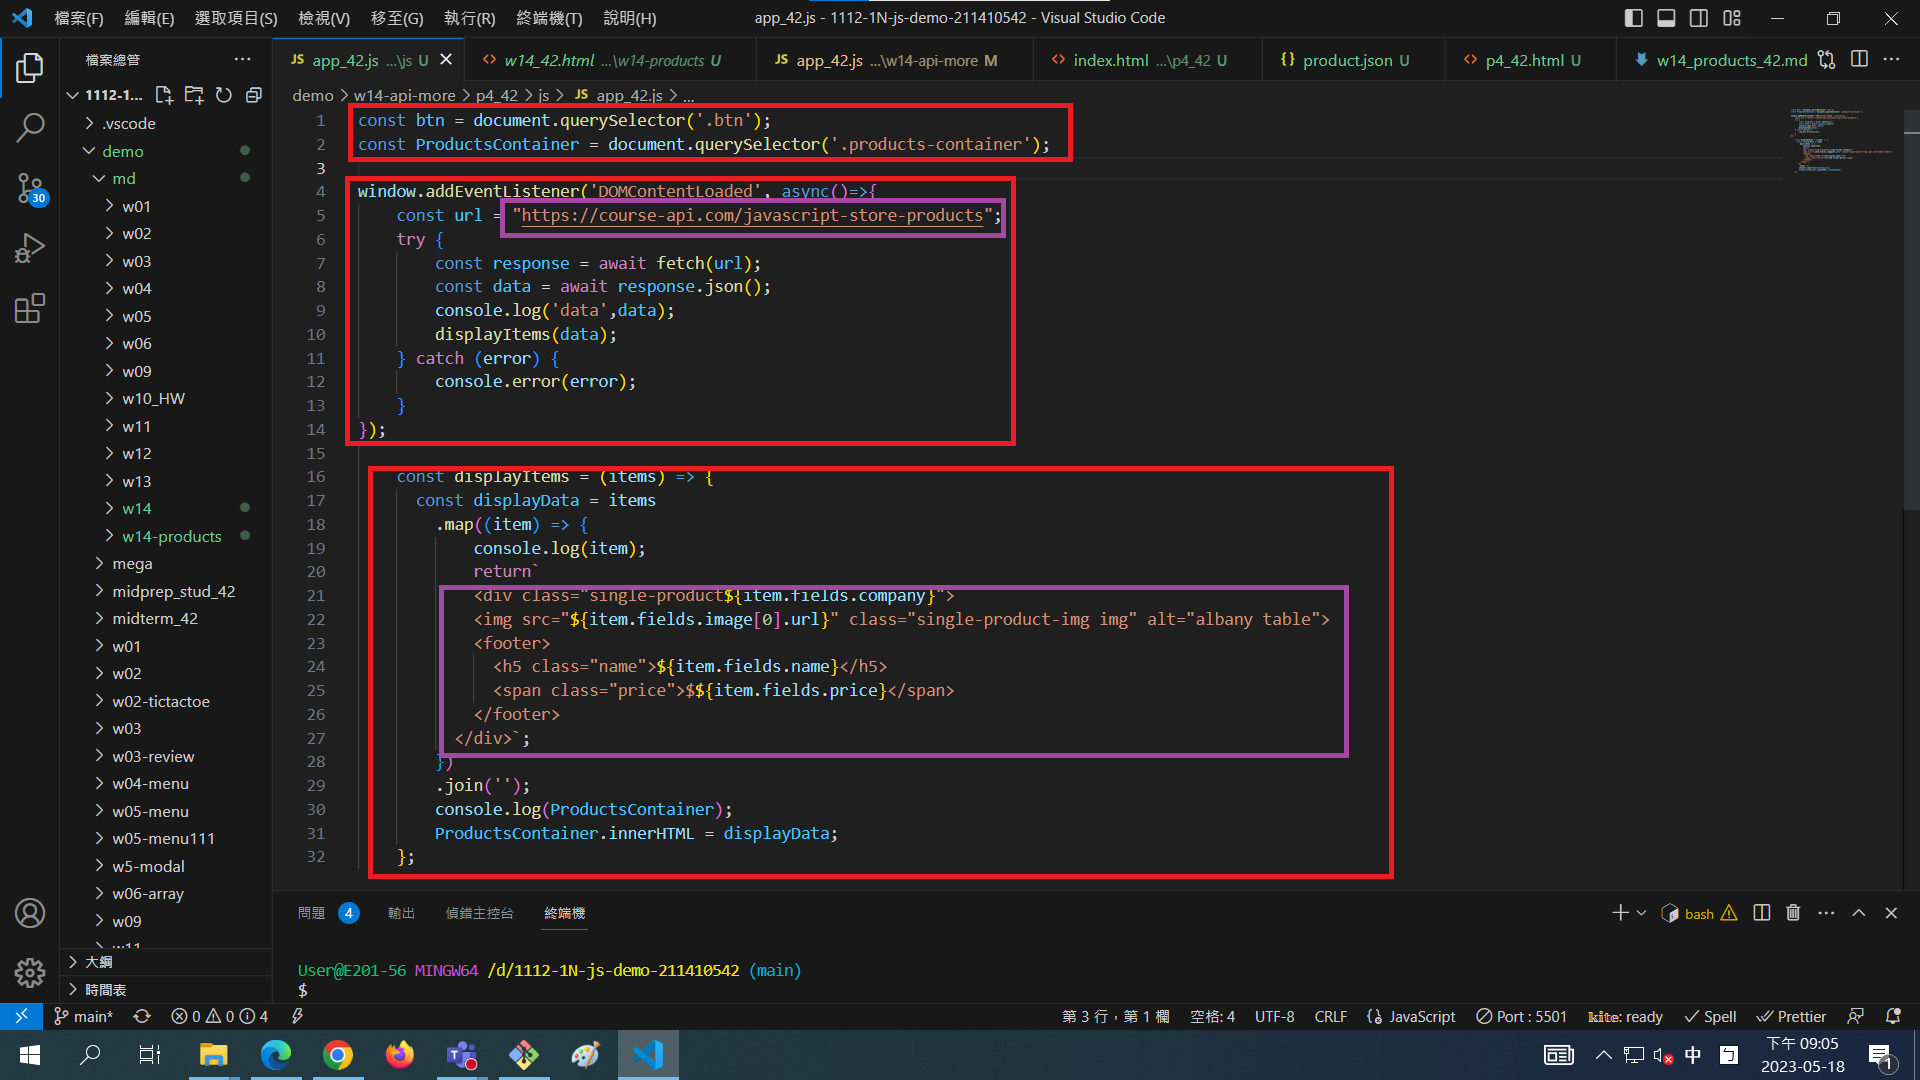 檔案(F) 編輯(E) 選取項目(S) 檢視(V) 移至(G) 執行(R) 終端機(T) 說明(H) app_42.js - 1112-1N-js-demo-211410542 - Visual Studio Code
檔案總管 ··· JS app_42.js ...\js U <> w14_42.html ...\w14-products U JS app_42.js ...\w14-api-more M <> index.html ...\p4_42 U {} product.json U <> p4_42.html U w14_products_42.md ···
demo > w14-api-more > p4_42 > js > JS app_42.js > ...
1112-1...
.vscode
demo
md
w01
w02
w03
w04
w05
w06
w09
w10_HW
w11
w12
w13
w14
w14-products
mega
midprep_stud_42
midterm_42
w01
w02
w02-tictactoe
w03
w03-review
w04-menu
w05-menu
w05-menu111
w5-modal
w06-array
w09
w11
大綱
時間表
30
1 const btn = document.querySelector('.btn');
2 const ProductsContainer = document.querySelector('.products-container');
3
4 window.addEventListener('DOMContentLoaded', async()=>{
5 const url = "https://course-api.com/javascript-store-products";
6 try {
7 const response = await fetch(url);
8 const data = await response.json();
9 console.log('data',data);
10 displayItems(data);
11 } catch (error) {
12 console.error(error);
13 }
14 });
15
16 const displayItems = (items) => {
17 const displayData = items
18 .map((item) => {
19 console.log(item);
20 return`
21 <div class="single-product${item.fields.company}">
22 <img src="${item.fields.image[0].url}" class="single-product-img img" alt="albany table">
23 <footer>
24 <h5 class="name">${item.fields.name}</h5>
25 <span class="price">$${item.fields.price}</span>
26 </footer>
27 </div>`;
28 })
29 .join('');
30 console.log(ProductsContainer);
31 ProductsContainer.innerHTML = displayData;
32 };
問題 4 輸出 偵錯主控台 終端機 bash ···
User@E201-56 MINGW64 /d/1112-1N-js-demo-211410542 (main)
$
main* 0 0 4 第 3 行，第 1 欄 空格: 4 UTF-8 CRLF {} JavaScript Port : 5501 kite: ready Spell Prettier
中 ㄅ 下午 09:05
2023-05-18
1